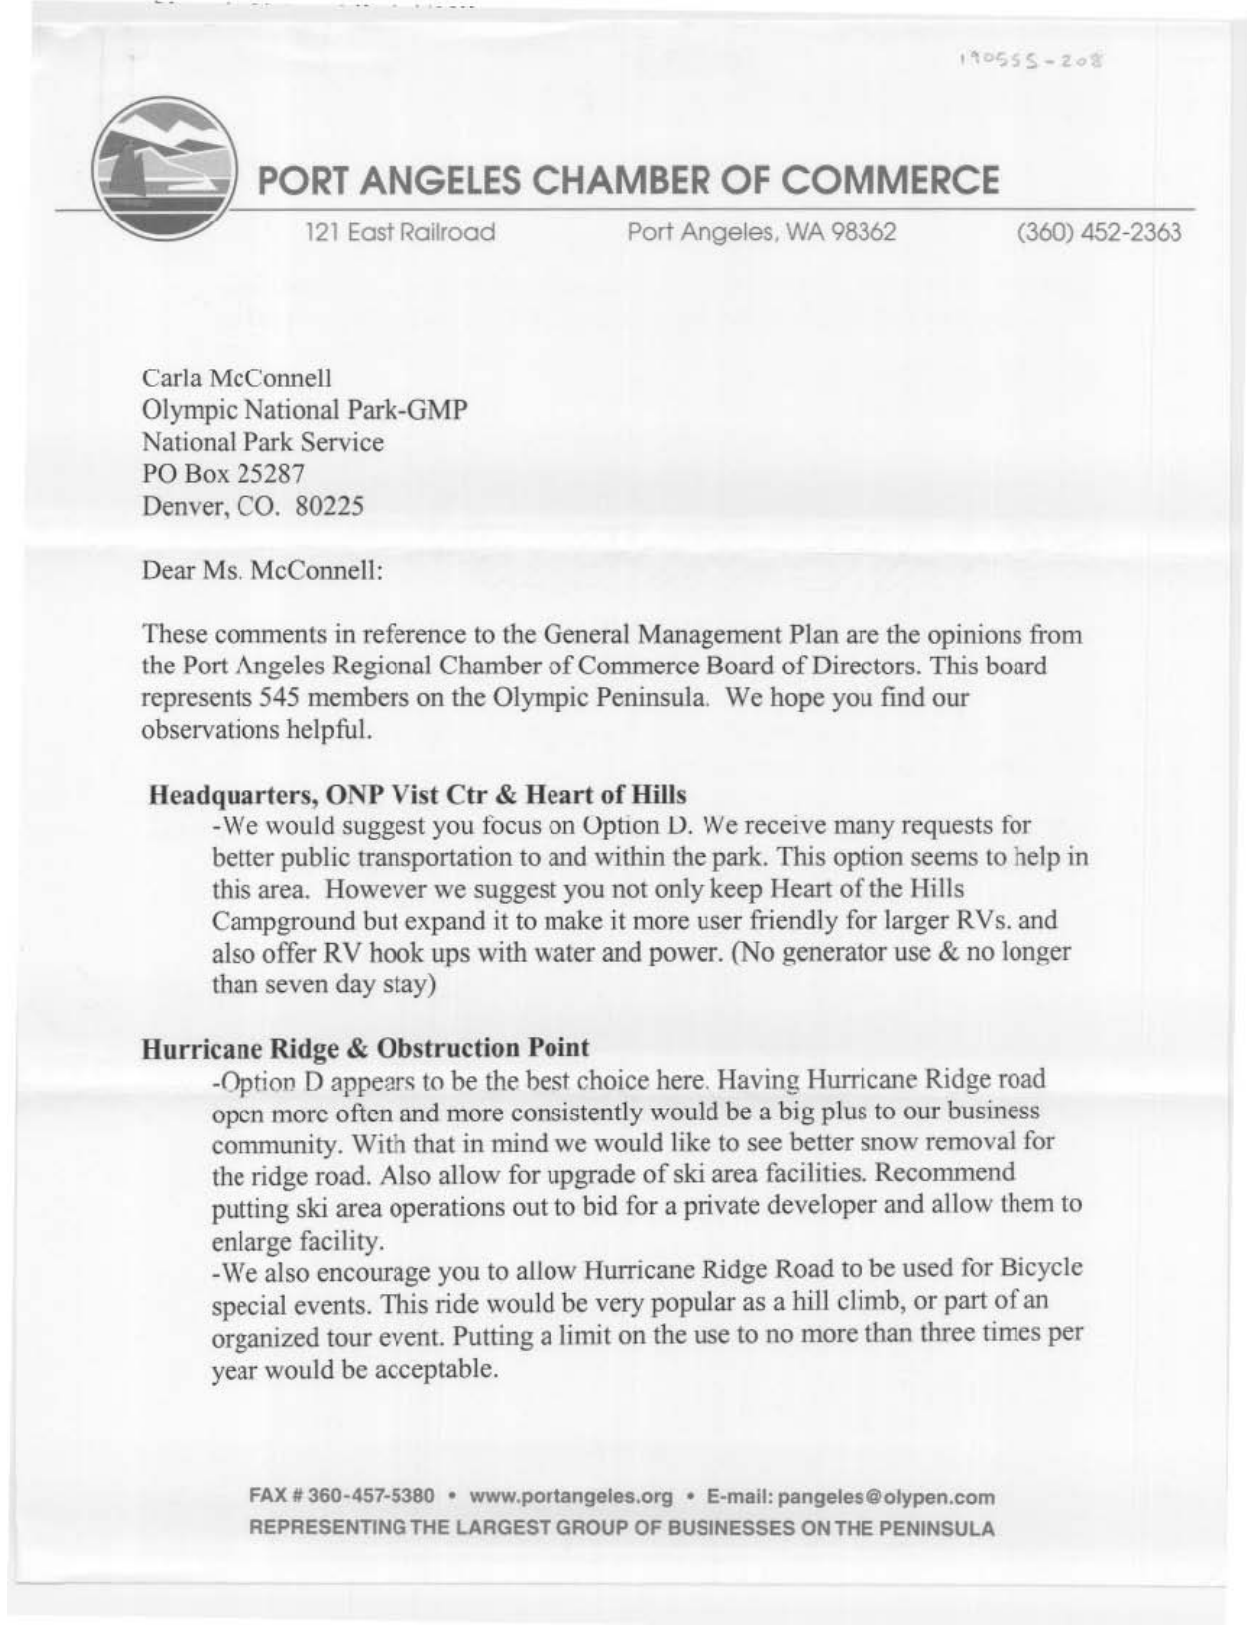 190555-208
PORT ANGELES CHAMBER OF COMMERCE
121 East Railroad Port Angeles, WA 98362 (360) 452-2363
Carla McConnell
Olympic National Park-GMP
National Park Service
PO Box 25287
Denver, CO. 80225
Dear Ms. McConnell:
These comments in reference to the General Management Plan are the opinions from
the Port Angeles Regional Chamber of Commerce Board of Directors. This board
represents 545 members on the Olympic Peninsula. We hope you find our
observations helpful.
Headquarters, ONP Vist Ctr & Heart of Hills
-We would suggest you focus on Option D. We receive many requests for
better public transportation to and within the park. This option seems to help in
this area. However we suggest you not only keep Heart of the Hills
Campground but expand it to make it more user friendly for larger RVs. and
also offer RV hook ups with water and power. (No generator use & no longer
than seven day stay)
Hurricane Ridge & Obstruction Point
-Option D appears to be the best choice here. Having Hurricane Ridge road
open more often and more consistently would be a big plus to our business
community. With that in mind we would like to see better snow removal for
the ridge road. Also allow for upgrade of ski area facilities. Recommend
putting ski area operations out to bid for a private developer and allow them to
enlarge facility.
-We also encourage you to allow Hurricane Ridge Road to be used for Bicycle
special events. This ride would be very popular as a hill climb, or part of an
organized tour event. Putting a limit on the use to no more than three times per
year would be acceptable.
FAX # 360-457-5380 • www.portangeles.org • E-mail: pangeles@olypen.com
REPRESENTING THE LARGEST GROUP OF BUSINESSES ON THE PENINSULA